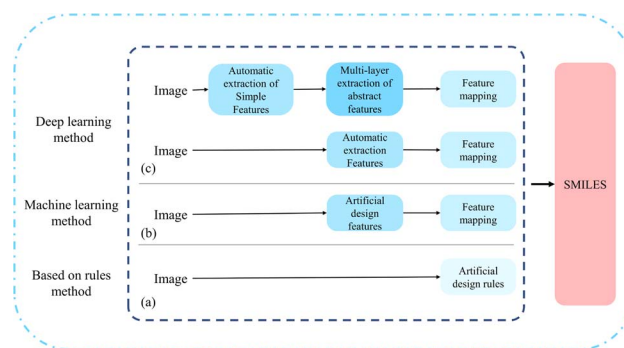 Deep learning
method
Image
Automatic
extraction of
Simple
Features
Multi-layer
extraction of
abstract
features
Feature
mapping
Image
Automatic
extraction
Features
Feature
mapping
(c)
Machine learning
method
Image
Artificial
design
features
Feature
mapping
(b)
Based on rules
method
Image
Artificial
design rules
(a)
SMILES